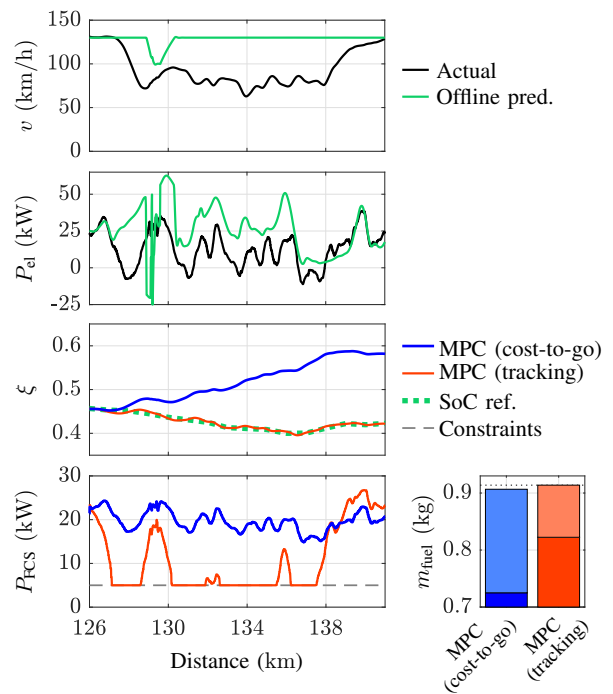 150
100
50
0
v (km/h)
Actual
Offline pred.
50
25
0
-25
P_el (kW)
0.6
0.5
0.4
ξ
MPC (cost-to-go)
MPC (tracking)
SoC ref.
Constraints
30
20
10
0
P_FCS (kW)
126
130
134
138
Distance (km)
0.9
0.8
0.7
m_fuel (kg)
MPC
(cost-to-go)
MPC
(tracking)